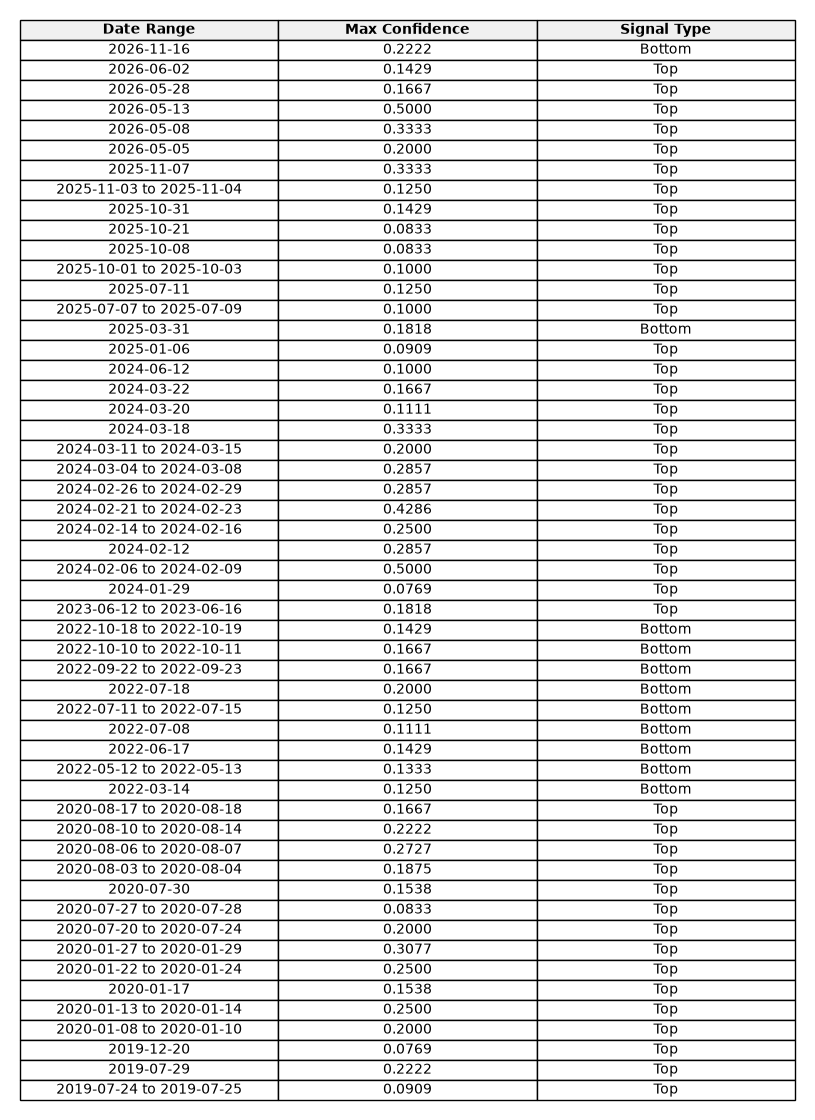 Date Range Max Confidence Signal Type
2026-11-16 0.2222 Bottom
2026-06-02 0.1429 Top
2026-05-28 0.1667 Top
2026-05-13 0.5000 Top
2026-05-08 0.3333 Top
2026-05-05 0.2000 Top
2025-11-07 0.3333 Top
2025-11-03 to 2025-11-04 0.1250 Top
2025-10-31 0.1429 Top
2025-10-21 0.0833 Top
2025-10-08 0.0833 Top
2025-10-01 to 2025-10-03 0.1000 Top
2025-07-11 0.1250 Top
2025-07-07 to 2025-07-09 0.1000 Top
2025-03-31 0.1818 Bottom
2025-01-06 0.0909 Top
2024-06-12 0.1000 Top
2024-03-22 0.1667 Top
2024-03-20 0.1111 Top
2024-03-18 0.3333 Top
2024-03-11 to 2024-03-15 0.2000 Top
2024-03-04 to 2024-03-08 0.2857 Top
2024-02-26 to 2024-02-29 0.2857 Top
2024-02-21 to 2024-02-23 0.4286 Top
2024-02-14 to 2024-02-16 0.2500 Top
2024-02-12 0.2857 Top
2024-02-06 to 2024-02-09 0.5000 Top
2024-01-29 0.0769 Top
2023-06-12 to 2023-06-16 0.1818 Top
2022-10-18 to 2022-10-19 0.1429 Bottom
2022-10-10 to 2022-10-11 0.1667 Bottom
2022-09-22 to 2022-09-23 0.1667 Bottom
2022-07-18 0.2000 Bottom
2022-07-11 to 2022-07-15 0.1250 Bottom
2022-07-08 0.1111 Bottom
2022-06-17 0.1429 Bottom
2022-05-12 to 2022-05-13 0.1333 Bottom
2022-03-14 0.1250 Bottom
2020-08-17 to 2020-08-18 0.1667 Top
2020-08-10 to 2020-08-14 0.2222 Top
2020-08-06 to 2020-08-07 0.2727 Top
2020-08-03 to 2020-08-04 0.1875 Top
2020-07-30 0.1538 Top
2020-07-27 to 2020-07-28 0.0833 Top
2020-07-20 to 2020-07-24 0.2000 Top
2020-01-27 to 2020-01-29 0.3077 Top
2020-01-22 to 2020-01-24 0.2500 Top
2020-01-17 0.1538 Top
2020-01-13 to 2020-01-14 0.2500 Top
2020-01-08 to 2020-01-10 0.2000 Top
2019-12-20 0.0769 Top
2019-07-29 0.2222 Top
2019-07-24 to 2019-07-25 0.0909 Top